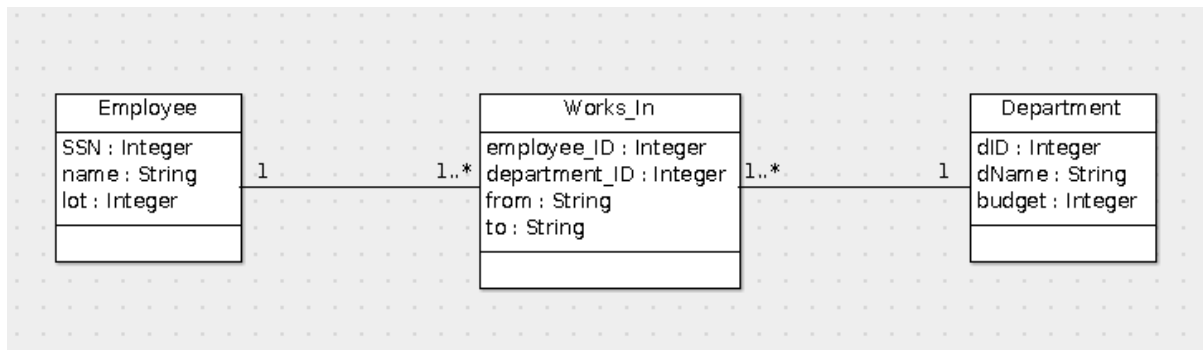 Employee
SSN : Integer
name : String
lot : Integer
1
1..*
Works_In
employee_ID : Integer
department_ID : Integer
from : String
to : String
1..*
1
Department
dID : Integer
dName : String
budget : Integer